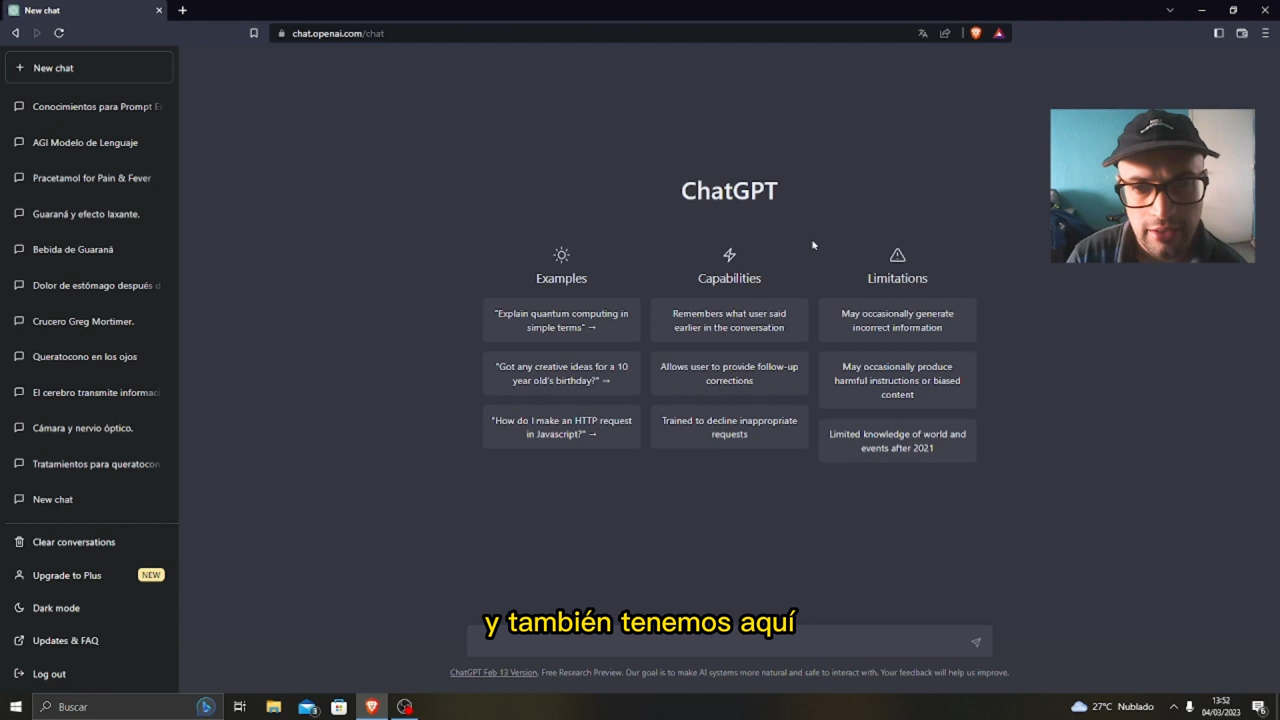 New chat
chat.openai.com/chat
New chat
Conocimientos para Prompt E
AGI Modelo de Lenguaje
Pracetamol for Pain & Fever
Guaraná y efecto laxante.
Bebida de Guaraná
Dolor de estómago después d
Crucero Greg Mortimer.
Queratocono en los ojos
El cerebro transmite informaci
Cámara y nervio óptico.
Tratamientos para queratocon
New chat
Clear conversations
Upgrade to Plus
NEW
Dark mode
Updates & FAQ
Log out
ChatGPT
Examples
"Explain quantum computing in
simple terms" →
"Got any creative ideas for a 10
year old's birthday?" →
"How do I make an HTTP request
in Javascript?" →
Capabilities
Remembers what user said
earlier in the conversation
Allows user to provide follow-up
corrections
Trained to decline inappropriate
requests
Limitations
May occasionally generate
incorrect information
May occasionally produce
harmful instructions or biased
content
Limited knowledge of world and
events after 2021
y también tenemos aquí
ChatGPT Feb 13 Version. Free Research Preview. Our goal is to make AI systems more natural and safe to interact with. Your feedback will help us improve.
Buscar
3
27°C Nublado
13:52
04/03/2023
6